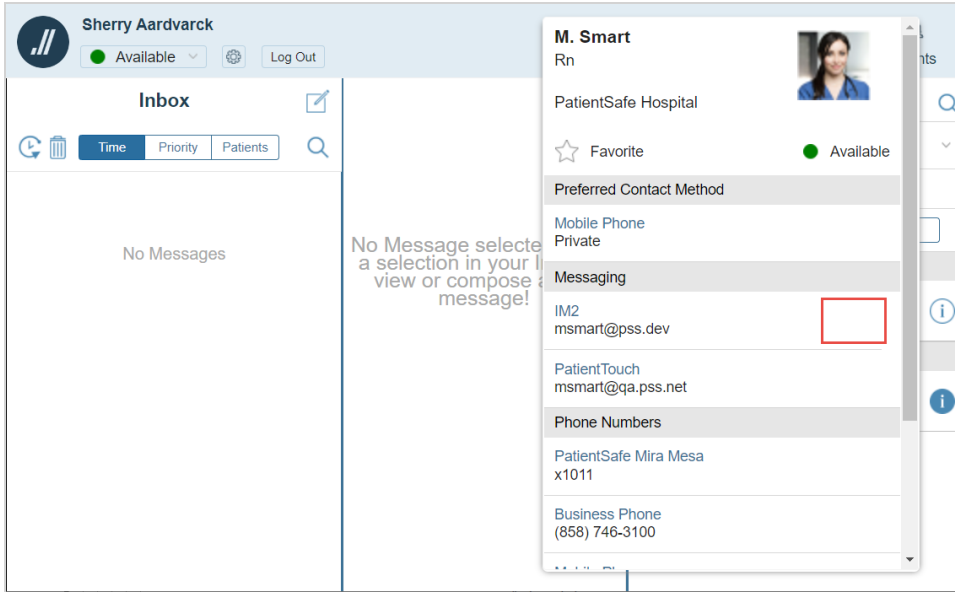 Sherry Aardvarck
Available
Log Out
Inbox
Time
Priority
Patients
No Messages
No Message selecte
a selection in your I
view or compose a
message!
M. Smart
Rn
PatientSafe Hospital
Favorite
Available
Preferred Contact Method
Mobile Phone
Private
Messaging
IM2
msmart@pss.dev
PatientTouch
msmart@qa.pss.net
Phone Numbers
PatientSafe Mira Mesa
x1011
Business Phone
(858) 746-3100
nts